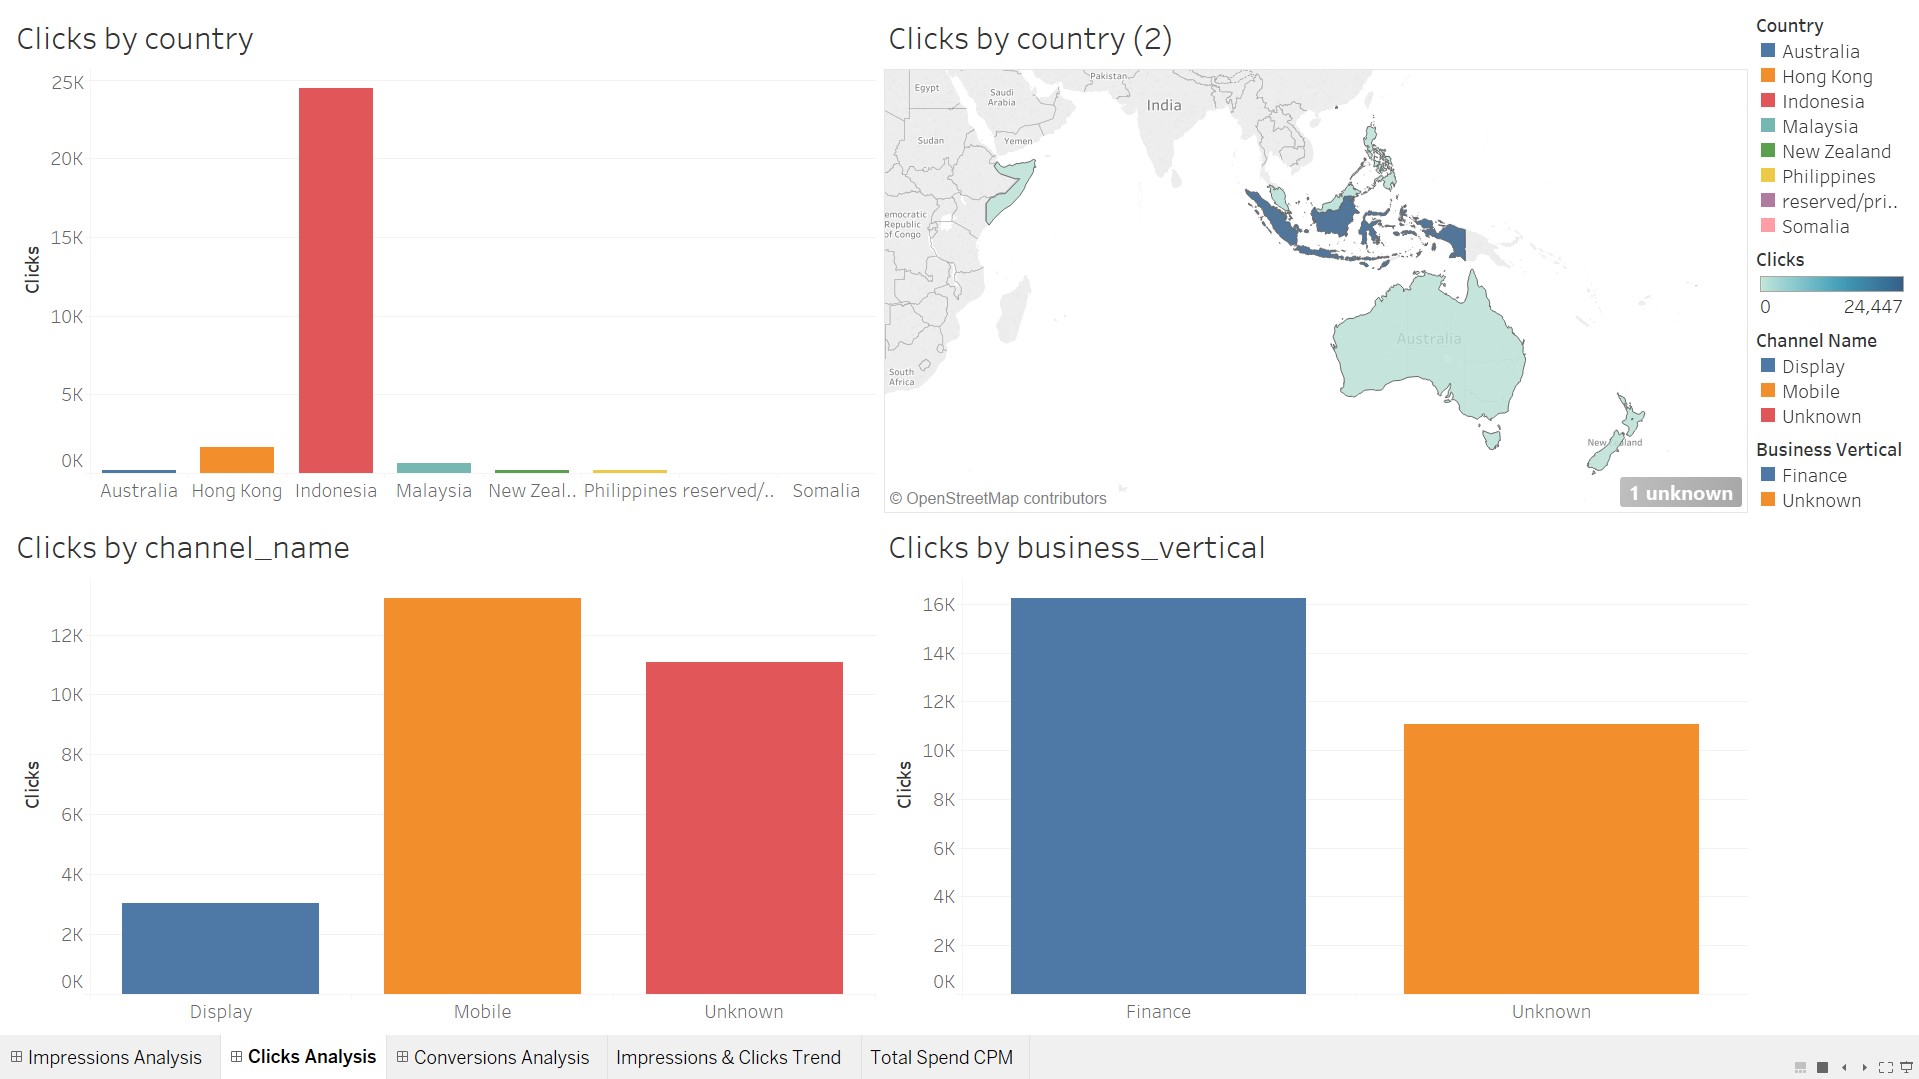 Clicks by country
25K
20K
15K
10K
5K
0K
Clicks
Australia Hong Kong Indonesia Malaysia New Zeal.. Philippines reserved/.. Somalia
Clicks by country (2)
Pakistan
Egypt
Saudi
Arabia
India
Sudan
Yemen
emocratic
Republic
of Congo
South
Africa
Australia
© OpenStreetMap contributors
1 unknown
Country
Australia
Hong Kong
Indonesia
Malaysia
New Zealand
Philippines
reserved/pri..
Somalia
Clicks
0 24,447
Channel Name
Display
Mobile
Unknown
Business Vertical
Finance
Unknown
Clicks by channel_name
12K
10K
8K
6K
4K
2K
0K
Clicks
Display Mobile Unknown
Clicks by business_vertical
16K
14K
12K
10K
8K
6K
4K
2K
0K
Clicks
Finance Unknown
Impressions Analysis Clicks Analysis Conversions Analysis Impressions & Clicks Trend Total Spend CPM